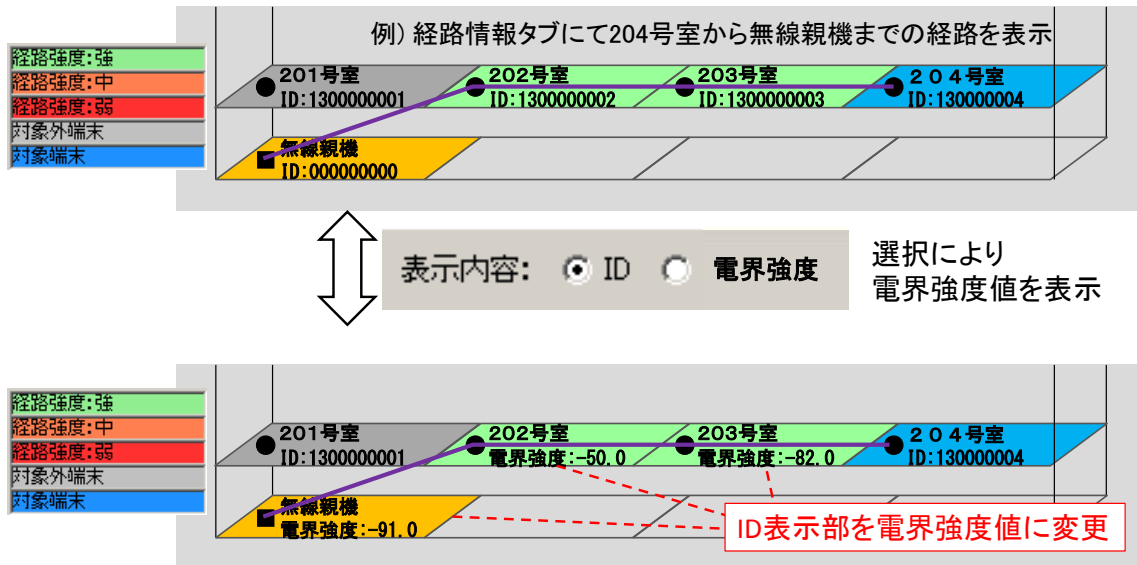 例) 経路情報タブにて204号室から無線親機までの経路を表示
経路強度:強
経路強度:中
経路強度:弱
対象外端末
対象端末
201号室
ID:1300000001
202号室
ID:1300000002
203号室
ID:1300000003
204号室
ID:130000004
無線親機
ID:000000000
表示内容: ID 電界強度
選択により
電界強度値を表示
経路強度:強
経路強度:中
経路強度:弱
対象外端末
対象端末
201号室
ID:1300000001
202号室
電界強度:-50.0
203号室
電界強度:-82.0
204号室
ID:130000004
無線親機
電界強度:-91.0
ID表示部を電界強度値に変更